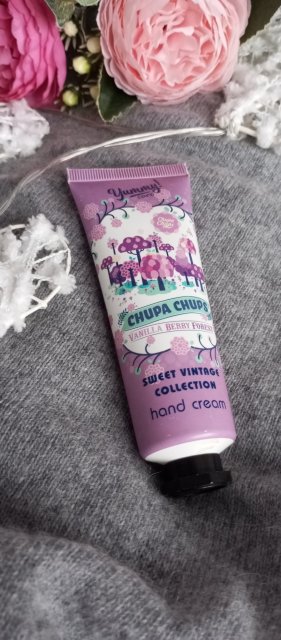 Yummy!
CHUPA CHUPS
VANILLA BERRY FOREST
SWEET VINTAGE
COLLECTION
hand cream